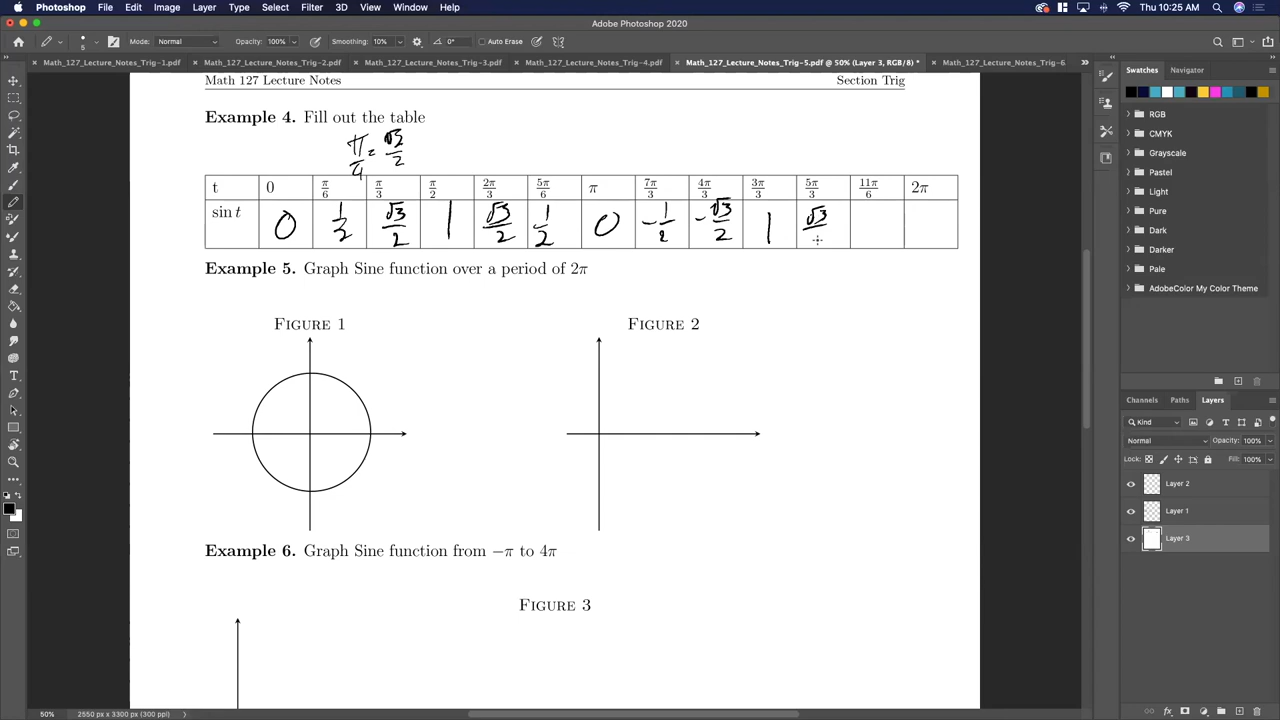 Photoshop File Edit Image Layer Type Select Filter 3D View Window Help Thu 10:25 AM
Adobe Photoshop 2020
Mode: Normal Opacity: 100% Smoothing: 10% 0° Auto Erase
5
Math_127_Lecture_Notes_Trig-1.pdf Math_127_Lecture_Notes_Trig-2.pdf Math_127_Lecture_Notes_Trig-3.pdf Math_127_Lecture_Notes_Trig-4.pdf Math_127_Lecture_Notes_Trig-5.pdf @ 50% (Layer 3, RGB/8) * Math_127_Lecture_Notes_Trig-6.
Math 127 Lecture Notes Section Trig
Example 4. Fill out the table
π/4 = √2/2
t 0 π/6 π/3 π/2 2π/3 5π/6 π 7π/3 4π/3 3π/3 5π/3 11π/6 2π
sin t 0 1/2 √3/2 1 √3/2 1/2 0 -1/2 -√3/2 1 √3
Example 5. Graph Sine function over a period of 2π
Figure 1 Figure 2
Example 6. Graph Sine function from −π to 4π
Figure 3
50% 2550 px x 3300 px (300 ppi)
Swatches Navigator
RGB
CMYK
Grayscale
Pastel
Light
Pure
Dark
Darker
Pale
AdobeColor My Color Theme
Channels Paths Layers
Kind
Normal Opacity: 100%
Lock: Fill: 100%
Layer 2
Layer 1
Layer 3
fx